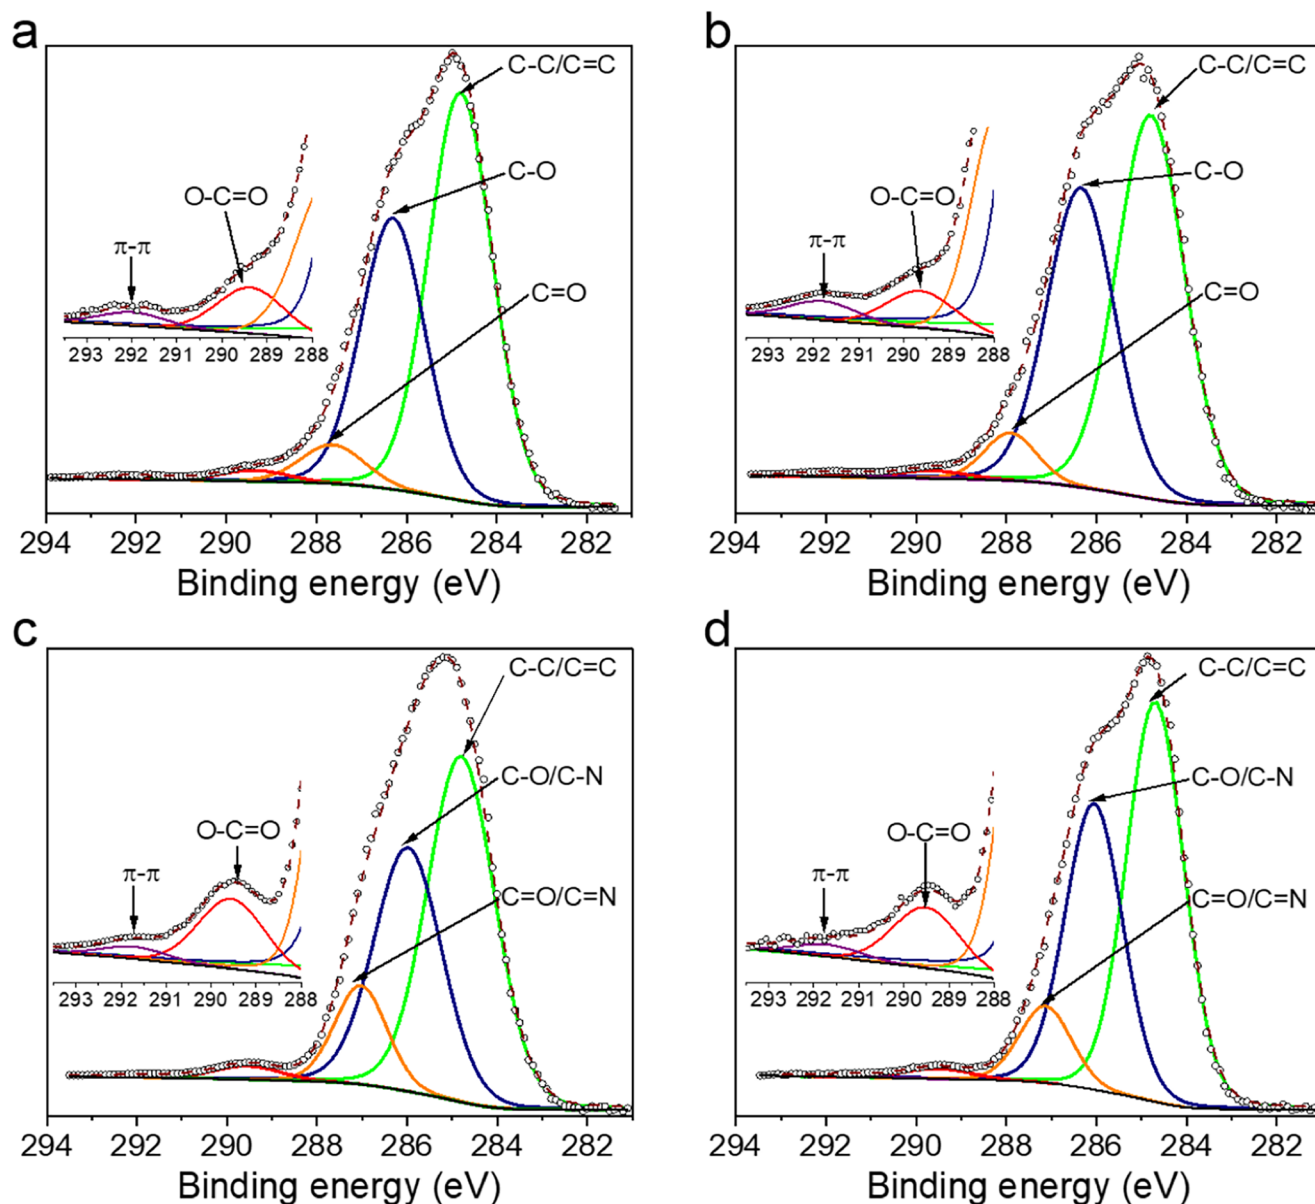 a
C-C/C=C
C-O
O-C=O
π-π
C=O
293 292 291 290 289 288
294 292 290 288 286 284 282
Binding energy (eV)
b
C-C/C=C
C-O
O-C=O
π-π
C=O
293 292 291 290 289 288
294 292 290 288 286 284 282
Binding energy (eV)
c
C-C/C=C
C-O/C-N
O-C=O
π-π
C=O/C=N
293 292 291 290 289 288
294 292 290 288 286 284 282
Binding energy (eV)
d
C-C/C=C
C-O/C-N
O-C=O
π-π
C=O/C=N
293 292 291 290 289 288
294 292 290 288 286 284 282
Binding energy (eV)